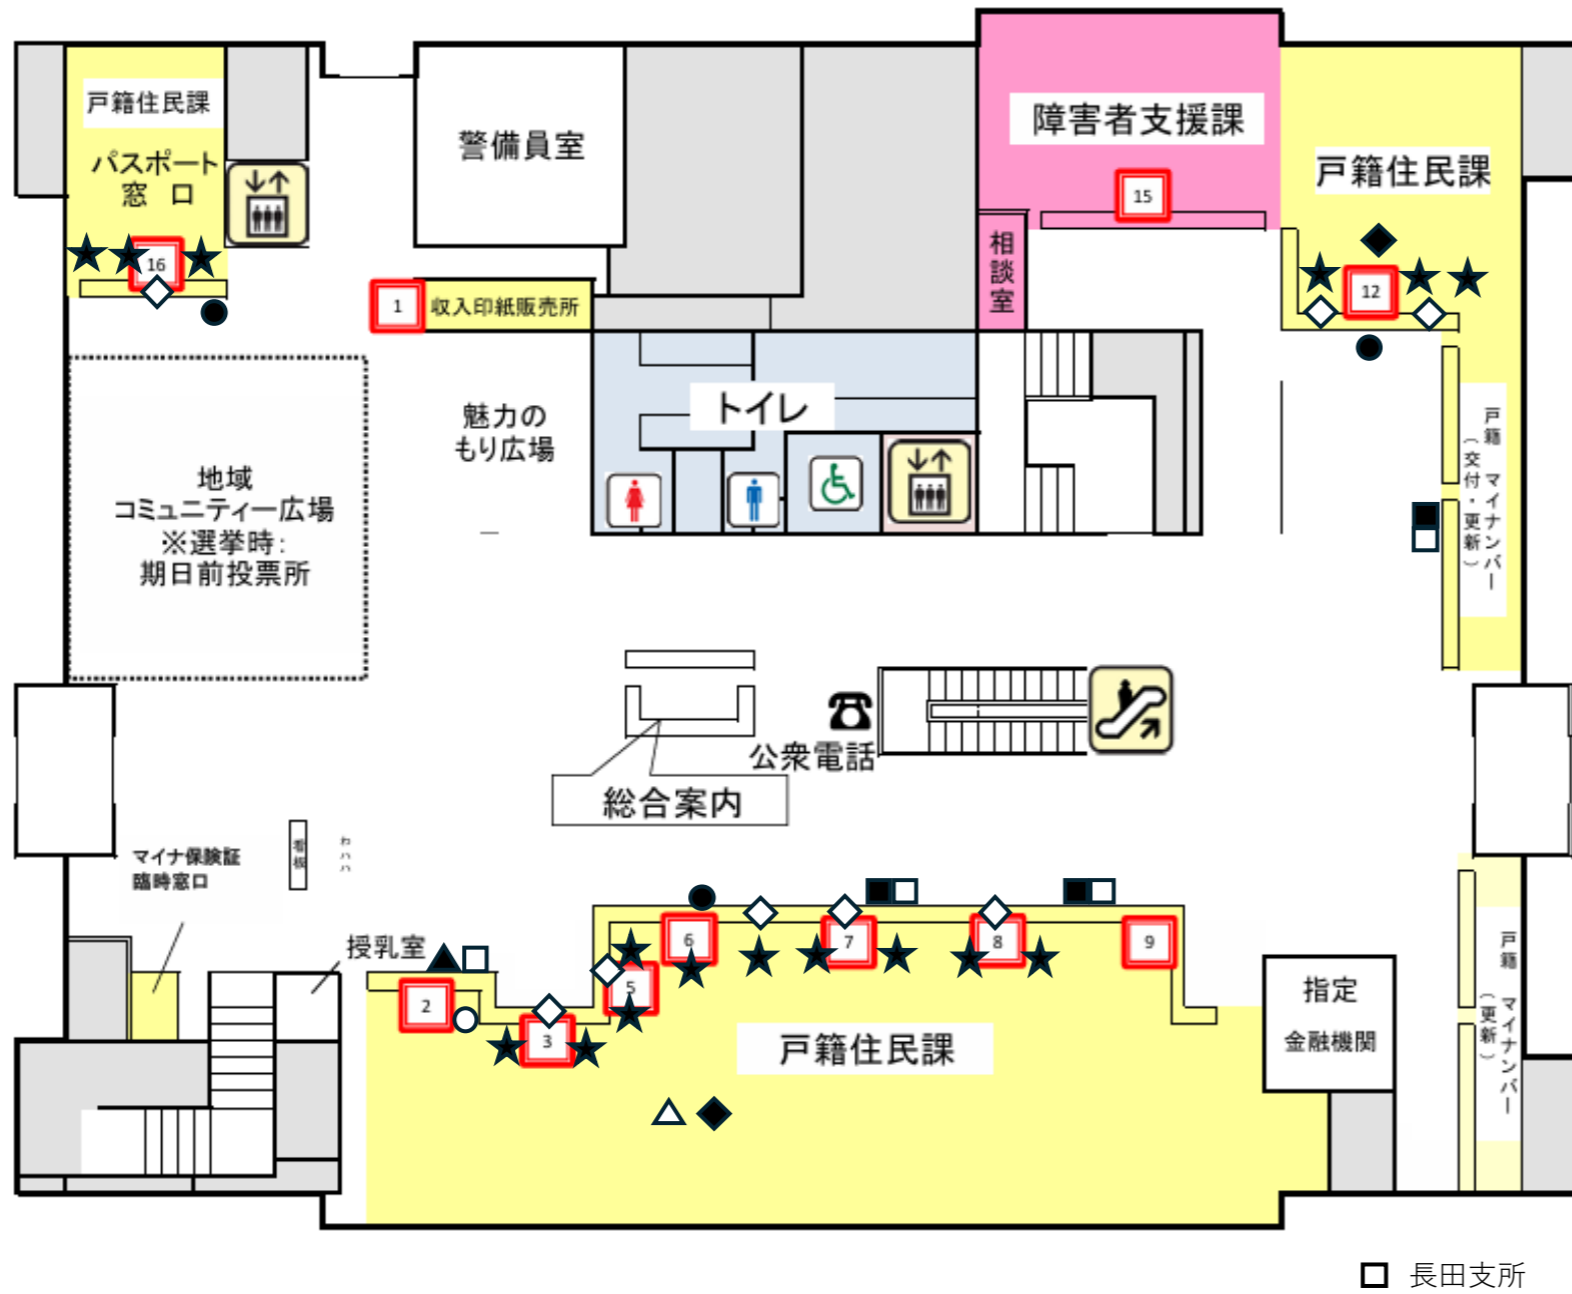 戸籍住民課
パスポート
窓　口
16
警備員室
1
収入印紙販売所
障害者支援課
15
相談室
戸籍住民課
12
トイレ
魅力の
もり広場
地域
コミュニティー広場
※選挙時：
期日前投票所
戸籍　マイナンバー
（交付・更新）
公衆電話
総合案内
マイナ保険証
臨時窓口
看板
授乳室
2
3
5
6
7
8
9
戸籍住民課
指定
金融機関
戸籍　マイナンバー
（更新）
□ 長田支所